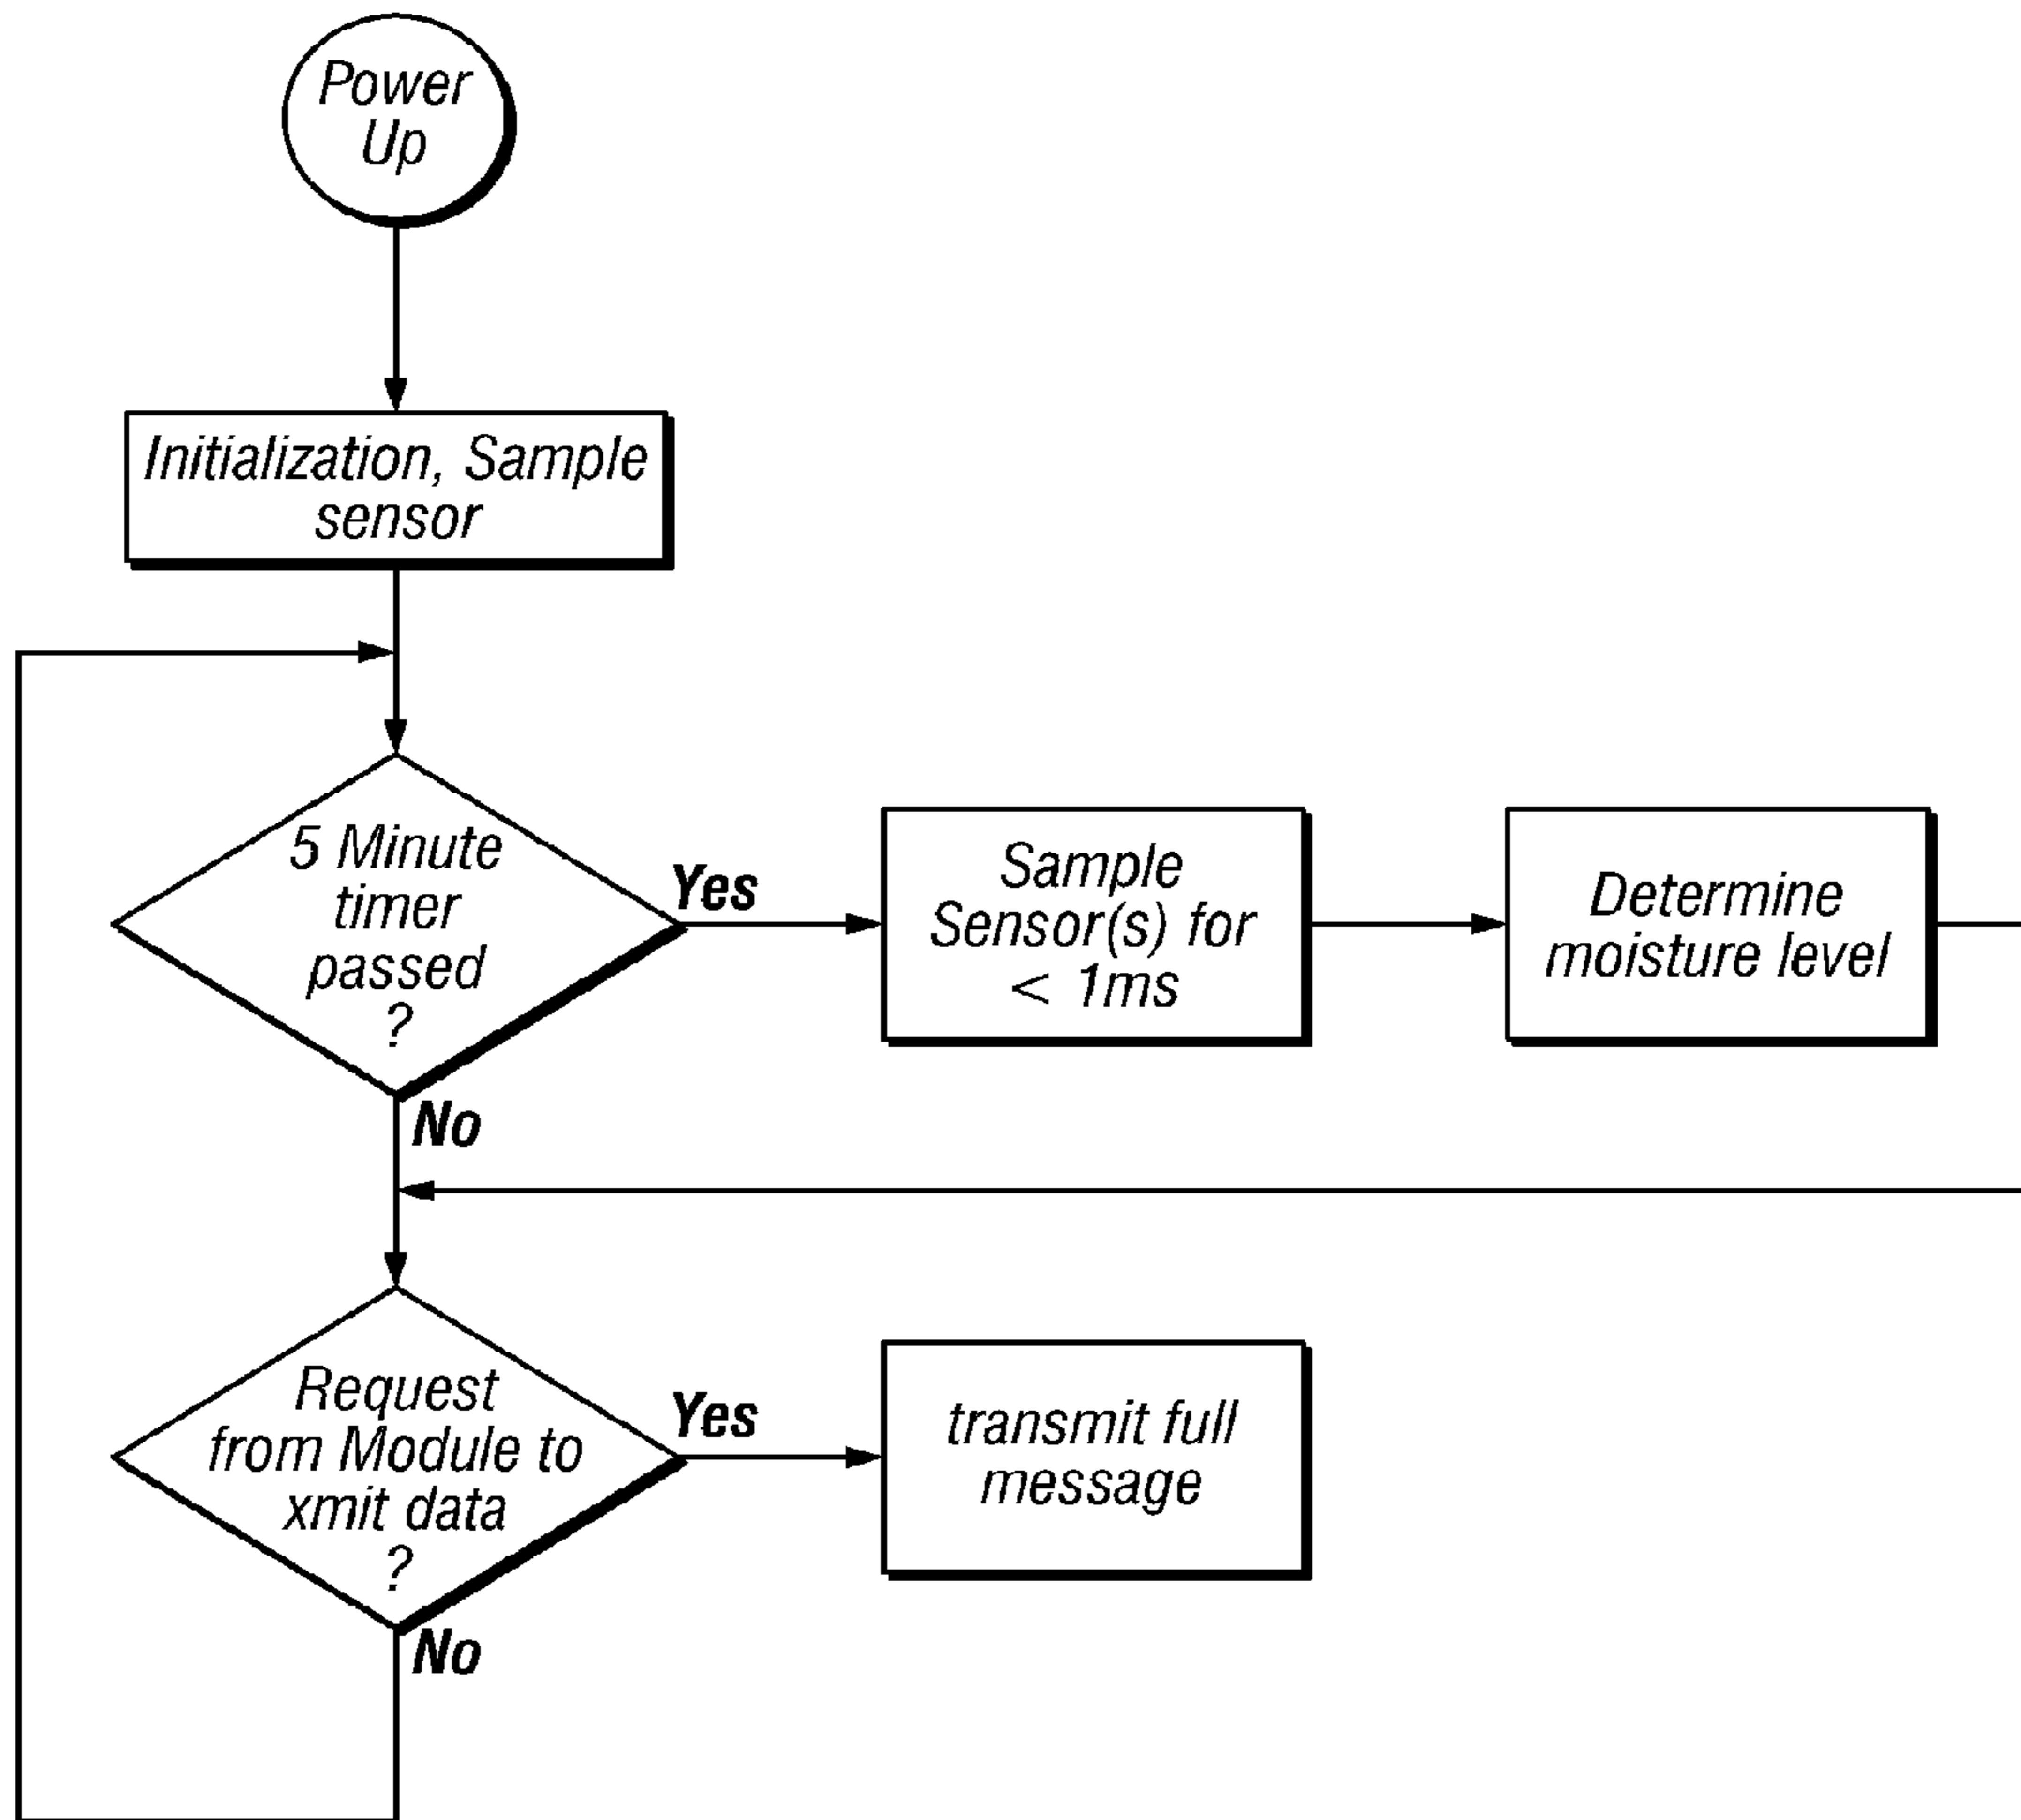 Power
Up
Initialization, Sample
sensor
5 Minute
timer
passed
?
Yes
No
Sample
Sensor(s) for
< 1ms
Determine
moisture level
Request
from Module to
xmit data
?
Yes
No
transmit full
message